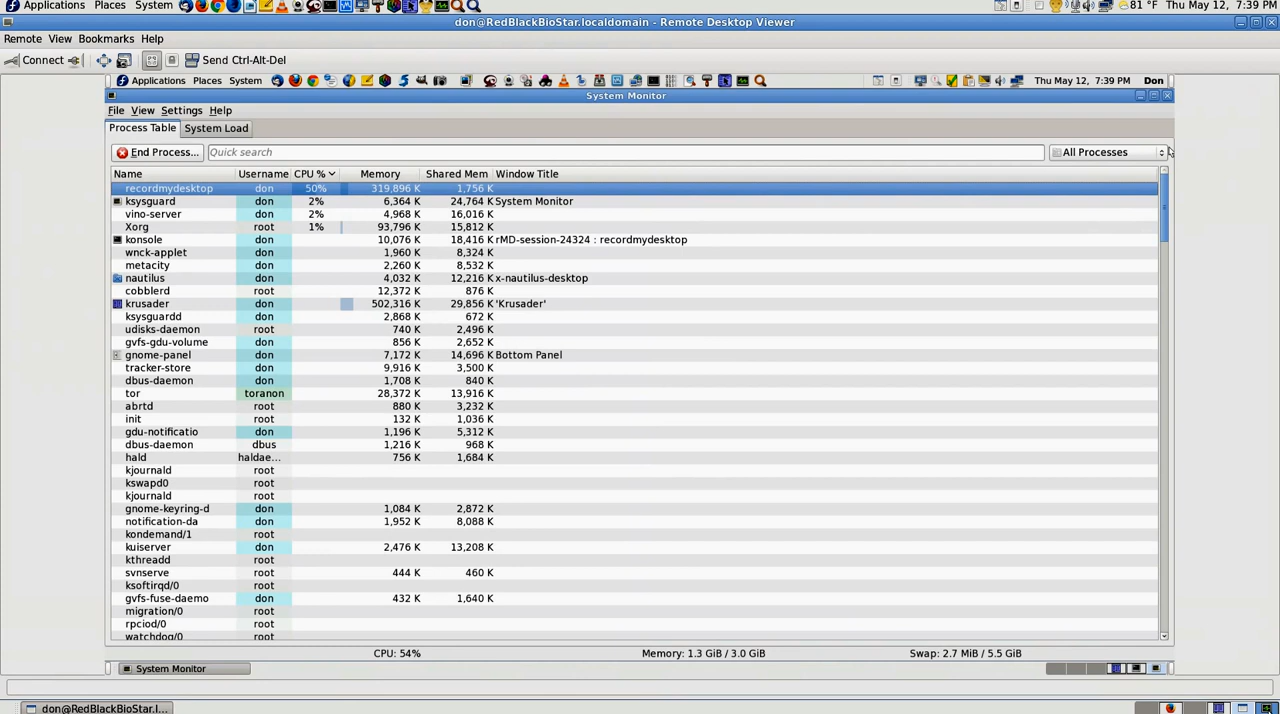 Applications Places System 81 °F Thu May 12, 7:39 PM
don@RedBlackBioStar.localdomain - Remote Desktop Viewer
Remote View Bookmarks Help
Connect Send Ctrl-Alt-Del
Applications Places System Thu May 12, 7:39 PM Don
System Monitor
File View Settings Help
Process Table System Load
End Process... Quick search All Processes
Name Username CPU % Memory Shared Mem Window Title
recordmydesktop don 50% 319,896 K 1,756 K
ksysguard don 2% 6,364 K 24,764 K System Monitor
vino-server don 2% 4,968 K 16,016 K
Xorg root 1% 93,796 K 15,812 K
konsole don 10,076 K 18,416 K rMD-session-24324 : recordmydesktop
wnck-applet don 1,960 K 8,324 K
metacity don 2,260 K 8,532 K
nautilus don 4,032 K 12,216 K x-nautilus-desktop
cobblerd root 12,372 K 876 K
krusader don 502,316 K 29,856 K 'Krusader'
ksysguardd don 2,868 K 672 K
udisks-daemon root 740 K 2,496 K
gvfs-gdu-volume don 856 K 2,652 K
gnome-panel don 7,172 K 14,696 K Bottom Panel
tracker-store don 9,916 K 3,500 K
dbus-daemon don 1,708 K 840 K
tor toranon 28,372 K 13,916 K
abrtd root 880 K 3,232 K
init root 132 K 1,036 K
gdu-notificatio don 1,196 K 5,312 K
dbus-daemon dbus 1,216 K 968 K
hald haldae... 756 K 1,684 K
kjournald root
kswapd0 root
kjournald root
gnome-keyring-d don 1,084 K 2,872 K
notification-da don 1,952 K 8,088 K
kondemand/1 root
kuiserver don 2,476 K 13,208 K
kthreadd root
svnserve root 444 K 460 K
ksoftirqd/0 root
gvfs-fuse-daemo don 432 K 1,640 K
migration/0 root
rpciod/0 root
watchdog/0 root
CPU: 54% Memory: 1.3 GiB / 3.0 GiB Swap: 2.7 MiB / 5.5 GiB
System Monitor
don@RedBlackBioStar.l...